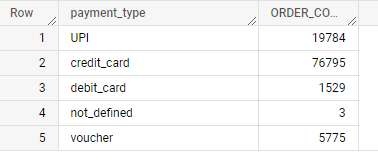 Row payment_type ORDER_CO...
1 UPI 19784
2 credit_card 76795
3 debit_card 1529
4 not_defined 3
5 voucher 5775